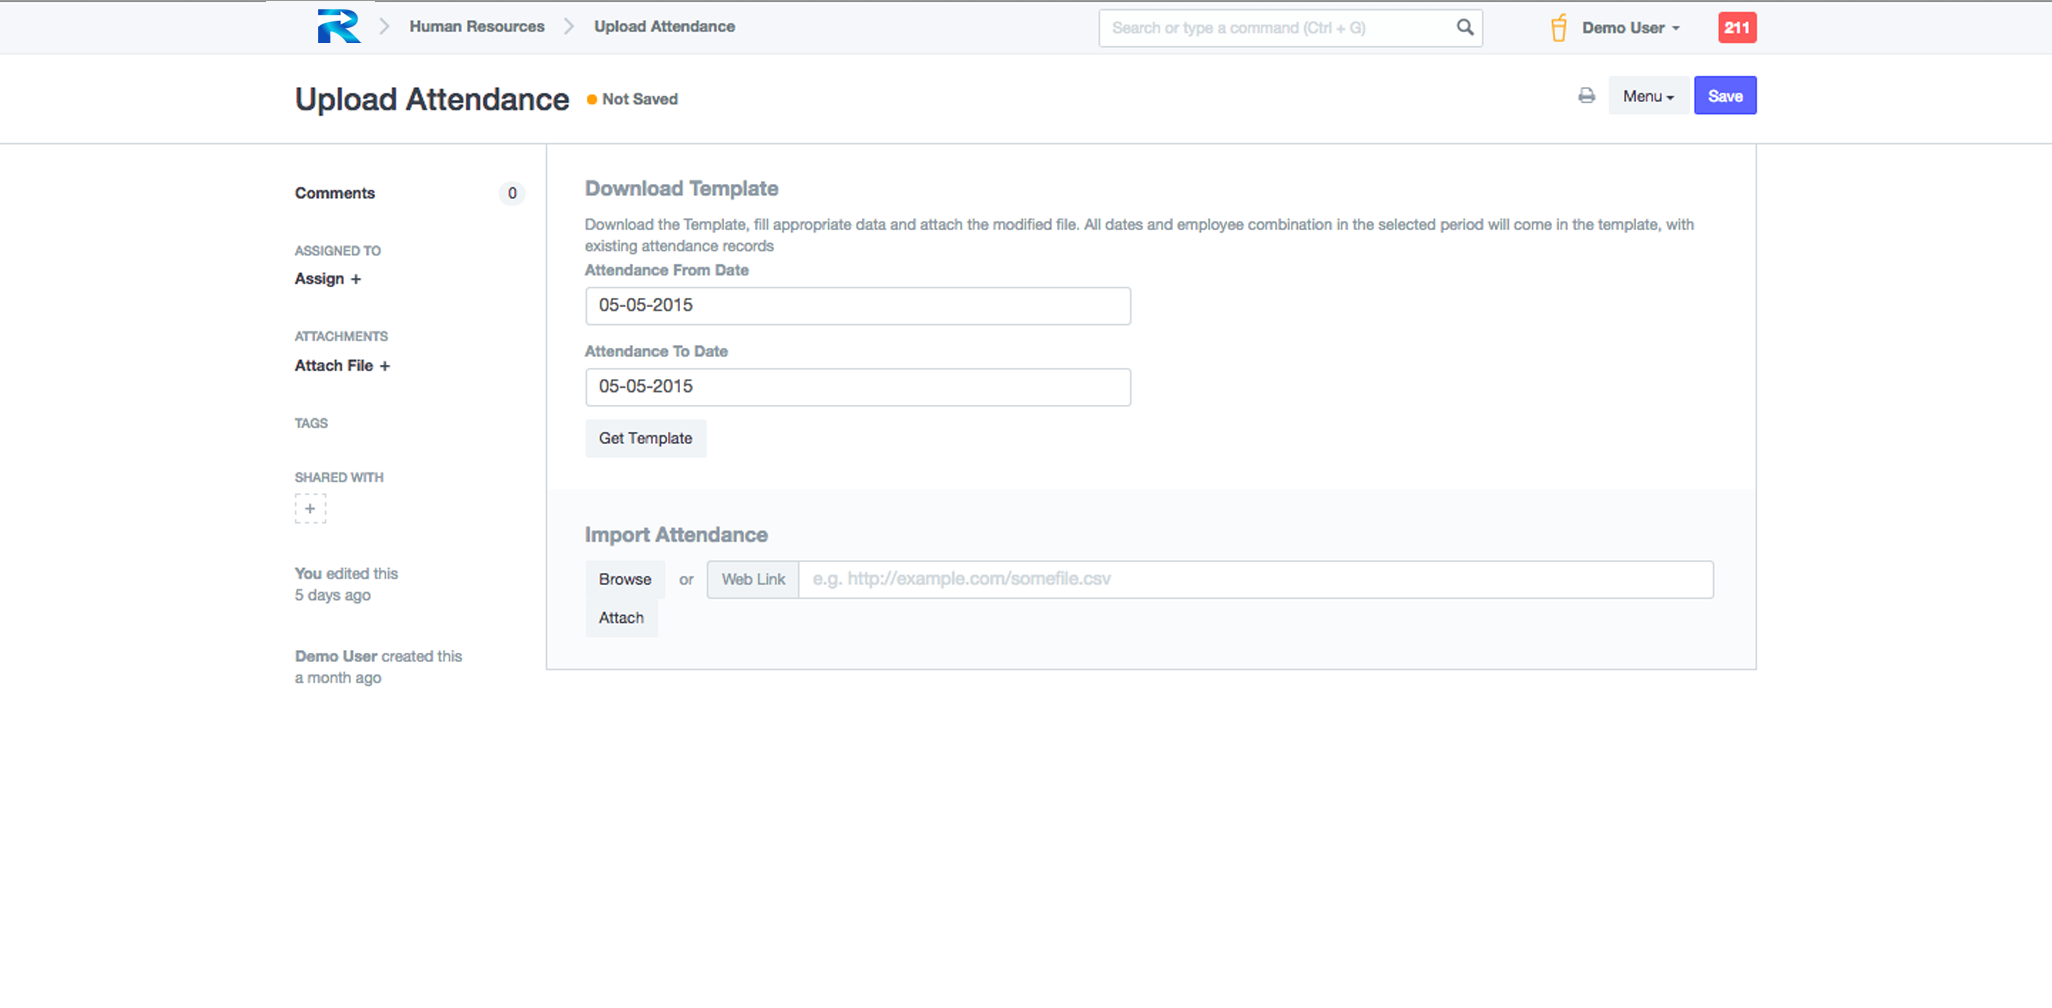 Human Resources
Upload Attendance
Search or type a command (Ctrl + G)
Demo User
211
Upload Attendance
Not Saved
Menu
Save
Comments
0
ASSIGNED TO
Assign +
ATTACHMENTS
Attach File +
TAGS
SHARED WITH
+
You edited this
5 days ago
Demo User created this
a month ago
Download Template
Download the Template, fill appropriate data and attach the modified file. All dates and employee combination in the selected period will come in the template, with
existing attendance records
Attendance From Date
05-05-2015
Attendance To Date
05-05-2015
Get Template
Import Attendance
Browse or Web Link e.g. http://example.com/somefile.csv
Attach